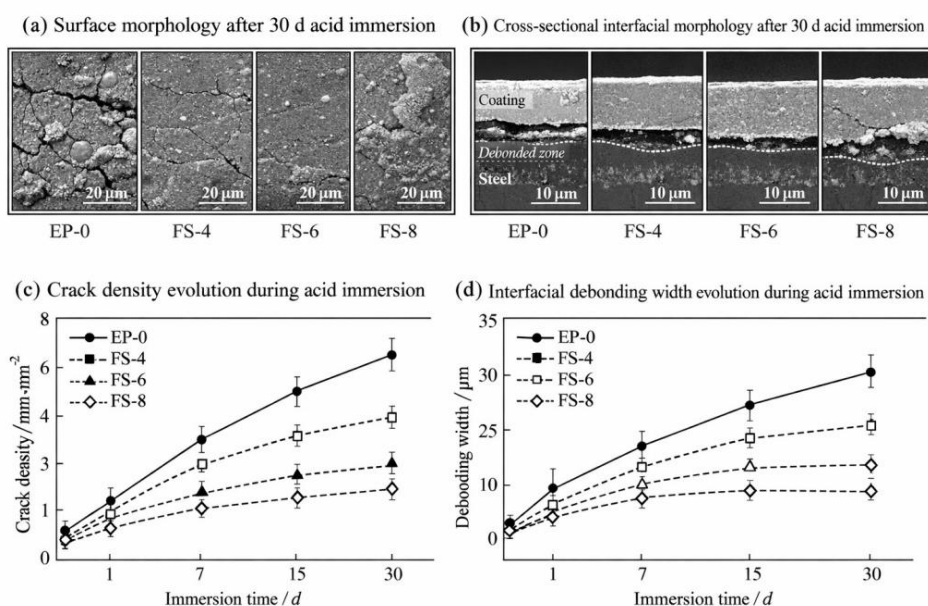 (a) Surface morphology after 30 d acid immersion
20 μm
20 μm
20 μm
20 μm
EP-0
FS-4
FS-6
FS-8
(b) Cross-sectional interfacial morphology after 30 d acid immersion
Coating
Debonded zone
Steel
10 μm
10 μm
10 μm
10 μm
EP-0
FS-4
FS-6
FS-8
(c) Crack density evolution during acid immersion
8
6
4
3
1
0
Crack deasity/mm·mm⁻²
EP-0
FS-4
FS-6
FS-8
1
7
15
30
Immersion time / d
(d) Interfacial debonding width evolution during acid immersion
35
30
25
10
0
Debooding width / μm
EP-0
FS-4
FS-6
FS-8
1
7
15
30
Immersion time / d